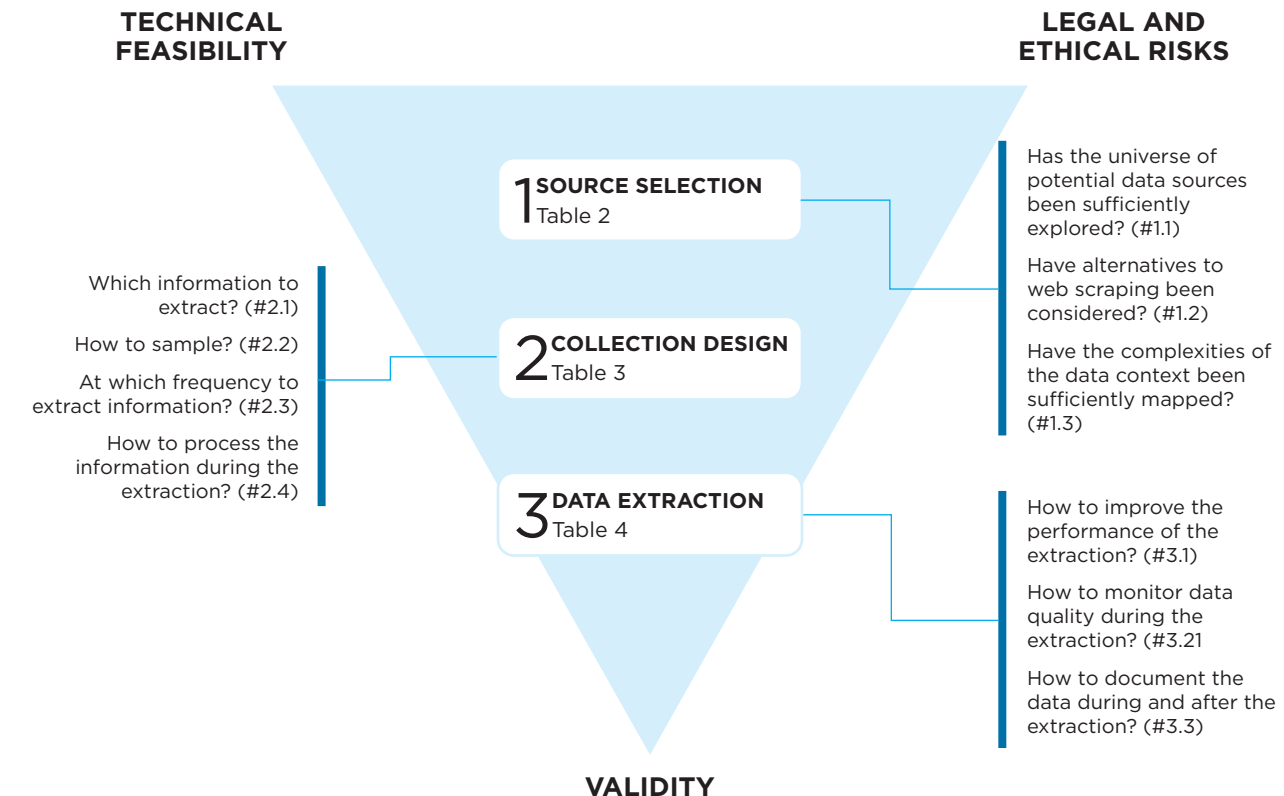 TECHNICAL
FEASIBILITY
LEGAL AND
ETHICAL RISKS
1 SOURCE SELECTION
Table 2
Has the universe of
potential data sources
been sufficiently
explored? (#1.1)
Have alternatives to
web scraping been
considered? (#1.2)
Have the complexities of
the data context been
sufficiently mapped?
(#1.3)
Which information to
extract? (#2.1)
How to sample? (#2.2)
At which frequency to
extract information? (#2.3)
How to process the
information during the
extraction? (#2.4)
2 COLLECTION DESIGN
Table 3
3 DATA EXTRACTION
Table 4
How to improve the
performance of the
extraction? (#3.1)
How to monitor data
quality during the
extraction? (#3.21
How to document the
data during and after the
extraction? (#3.3)
VALIDITY